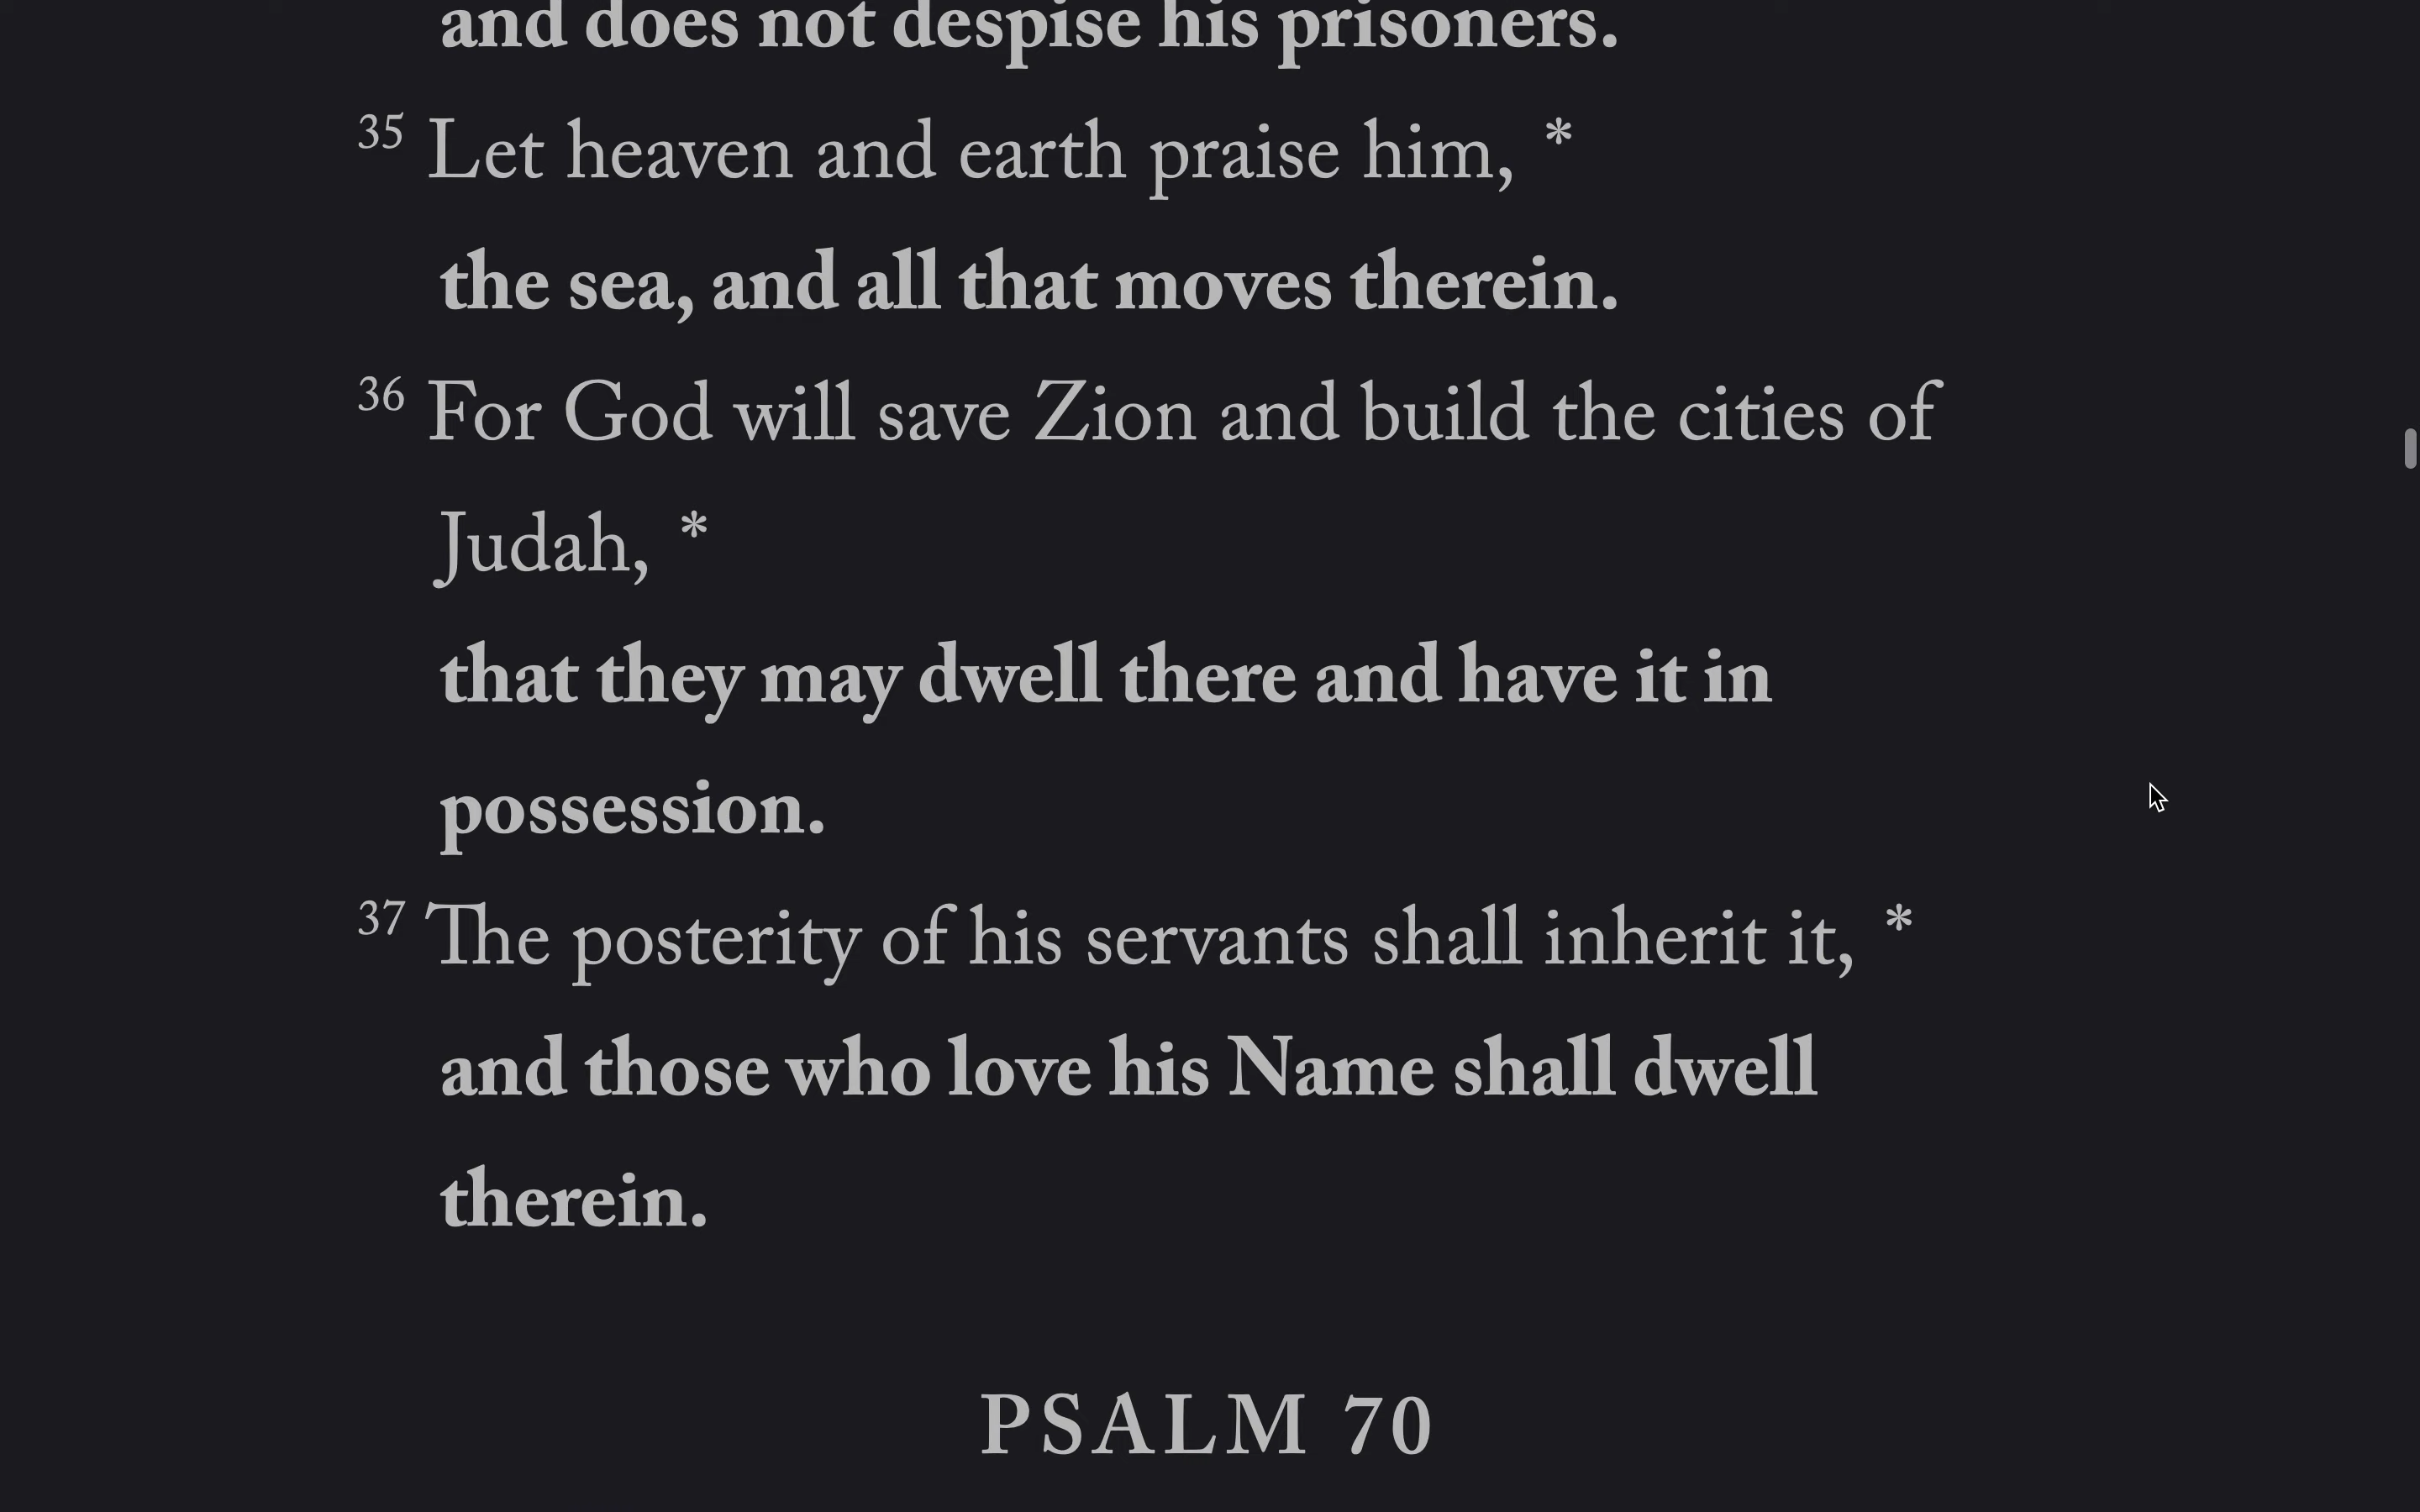 and does not despise his prisoners.
35 Let heaven and earth praise him, *
the sea, and all that moves therein.
36 For God will save Zion and build the cities of
Judah, *
that they may dwell there and have it in
possession.
37 The posterity of his servants shall inherit it, *
and those who love his Name shall dwell
therein.
PSALM 70